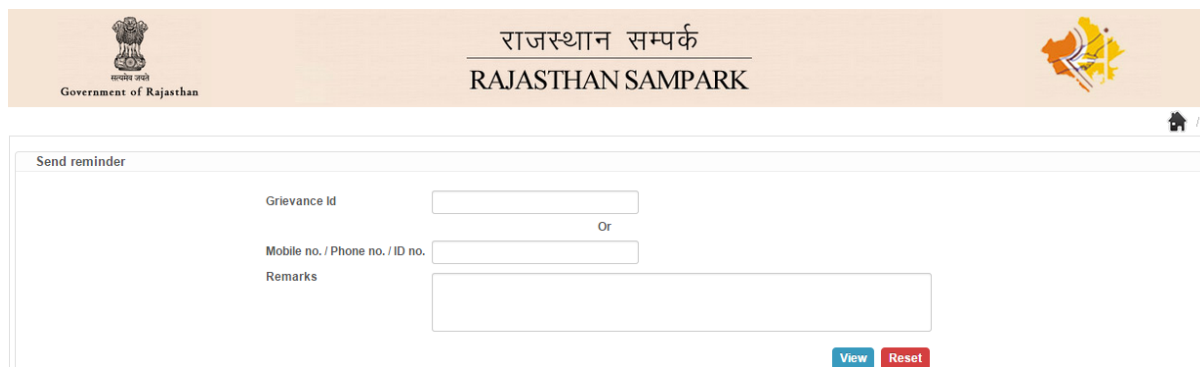 राजस्थान सम्पर्क
RAJASTHAN SAMPARK
सत्यमेव जयते
Government of Rajasthan
/
Send reminder
Grievance Id
Or
Mobile no. / Phone no. / ID no.
Remarks
View Reset